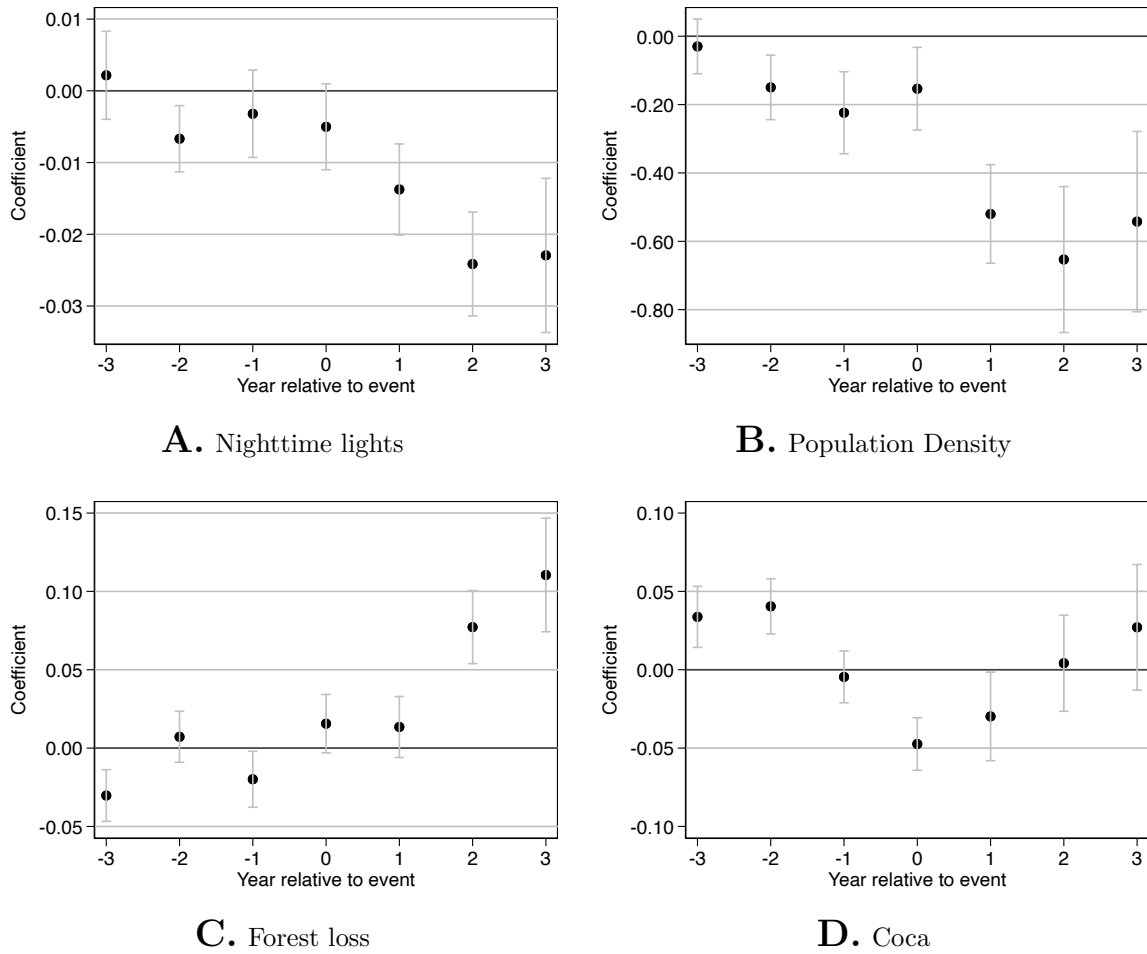 0.01
0.00
-0.01
-0.02
-0.03
Coefficient
-3 -2 -1 0 1 2 3
Year relative to event
A. Nighttime lights
0.00
-0.20
-0.40
-0.60
-0.80
Coefficient
-3 -2 -1 0 1 2 3
Year relative to event
B. Population Density
0.15
0.10
0.05
0.00
-0.05
Coefficient
-3 -2 -1 0 1 2 3
Year relative to event
C. Forest loss
0.10
0.05
0.00
-0.05
-0.10
Coefficient
-3 -2 -1 0 1 2 3
Year relative to event
D. Coca